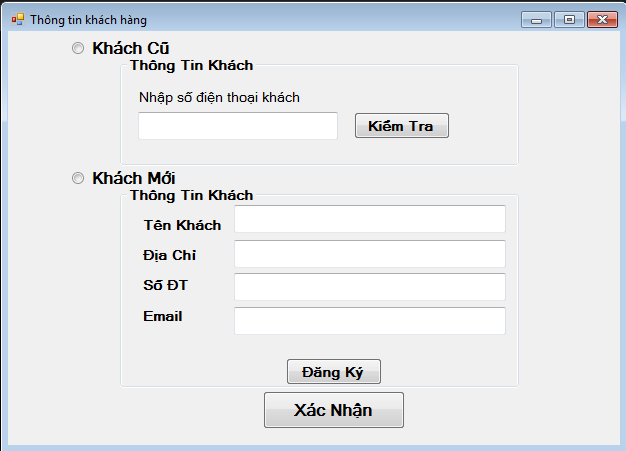 Thông tin khách hàng
Khách Cũ
Thông Tin Khách
Nhập số điện thoại khách
Kiểm Tra
Khách Mới
Thông Tin Khách
Tên Khách
Địa Chỉ
Số ĐT
Email
Đăng Ký
Xác Nhận